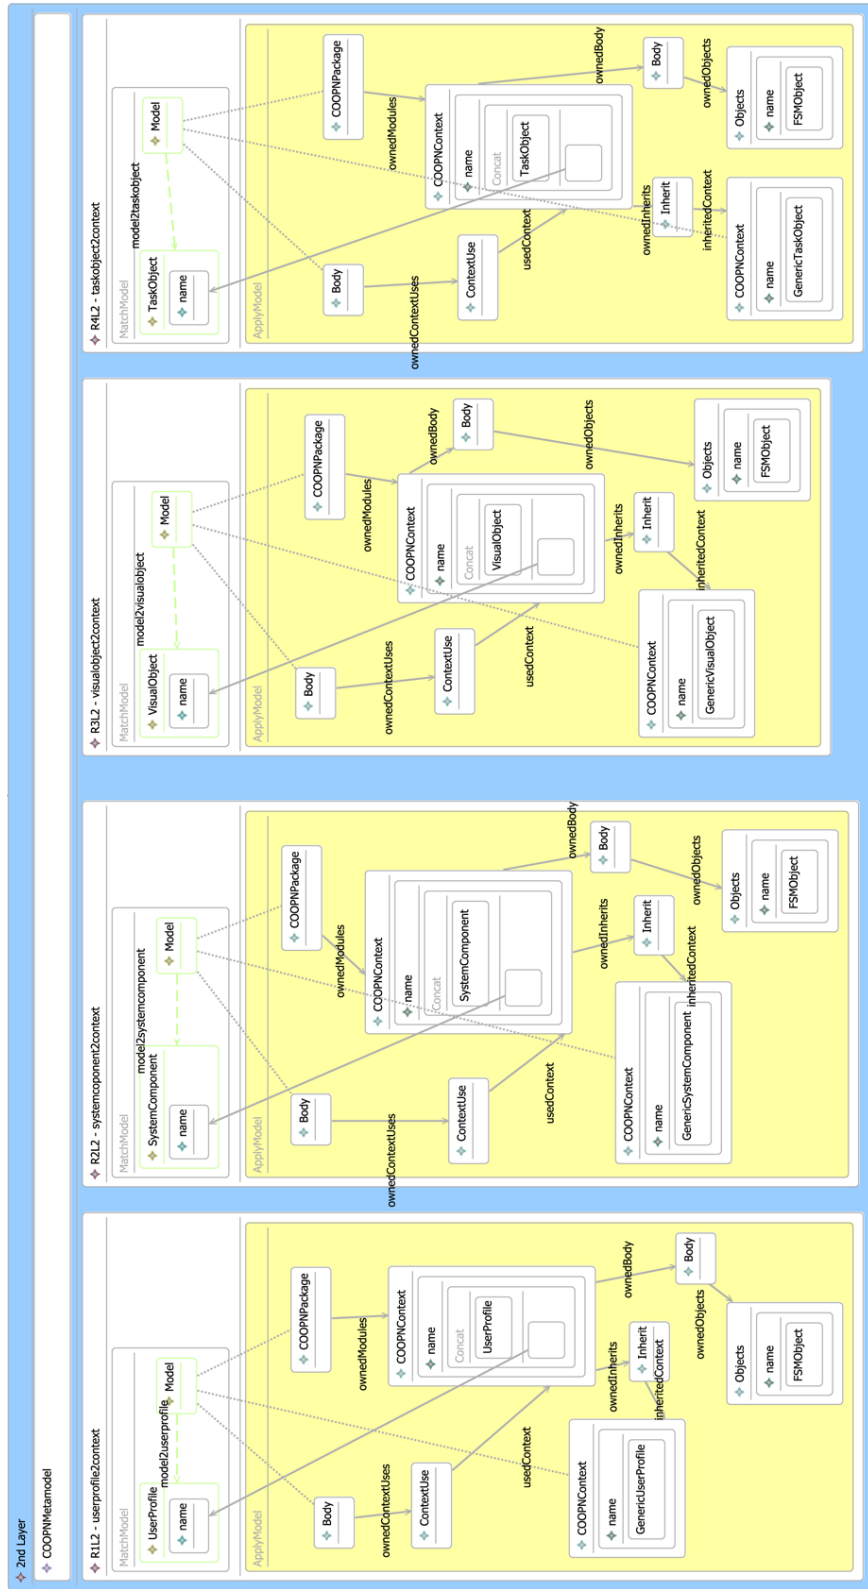 2nd Layer
COOPNMetamodel
R1L2 - userprofile2context
MatchModel
UserProfile
name
model2userprofile
Model
ApplyModel
Body
COOPNPackage
ownedContextUses
ownedModules
ContextUse
COOPNContext
name
Concat
UserProfile
usedContext
ownedInherits
ownedBody
Inherit
Body
inheritedContext
ownedObjects
COOPNContext
name
GenericUserProfile
Objects
name
FSMObject
R2L2 - systemcoponent2context
MatchModel
SystemComponent
name
model2systemcomponent
Model
ApplyModel
Body
COOPNPackage
ownedContextUses
ownedModules
ContextUse
COOPNContext
name
Concat
SystemComponent
usedContext
ownedInherits
ownedBody
Inherit
Body
inheritedContext
ownedObjects
COOPNContext
name
GenericSystemComponent
Objects
name
FSMObject
R3L2 - visualobject2context
MatchModel
VisualObject
name
model2visualobject
Model
ApplyModel
Body
COOPNPackage
ownedContextUses
ownedModules
ContextUse
COOPNContext
name
Concat
VisualObject
usedContext
ownedInherits
ownedBody
Inherit
Body
inheritedContext
ownedObjects
COOPNContext
name
GenericVisualObject
Objects
name
FSMObject
R4L2 - taskobject2context
MatchModel
TaskObject
name
model2taskobject
Model
ApplyModel
Body
COOPNPackage
ownedContextUses
ownedModules
ContextUse
COOPNContext
name
Concat
TaskObject
usedContext
ownedInherits
ownedBody
Inherit
Body
inheritedContext
ownedObjects
COOPNContext
name
GenericTaskObject
Objects
name
FSMObject